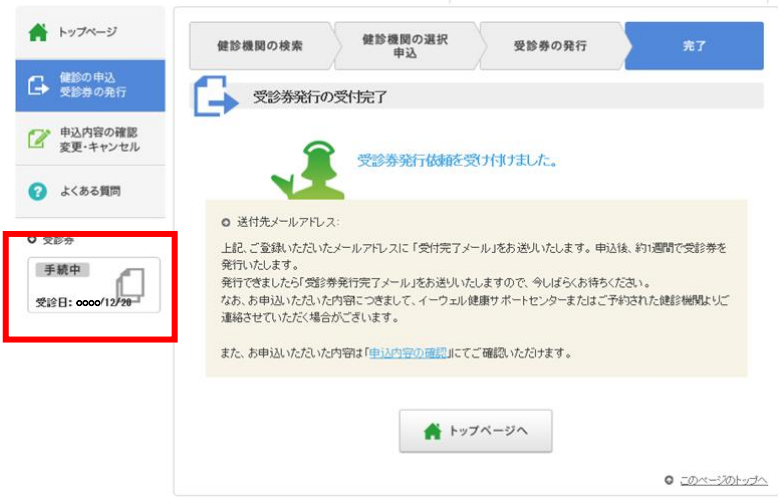 トップページ
健診の申込
受診券の発行
申込内容の確認
変更・キャンセル
よくある質問
受診券
手続中
受診日: 0000/12/20
健診機関の検索
健診機関の選択
申込
受診券の発行
完了
受診券発行の受付完了
受診券発行依頼を受け付けました。
送付先メールアドレス:
上記、ご登録いただいたメールアドレスに「受付完了メール」をお送りいたします。申込後、約1週間で受診券を
発行いたします。
発行できましたら「受診券発行完了メール」をお送りいたしますので、今しばらくお待ちください。
なお、お申込いただいた内容につきまして、イーウェル健康サポートセンターまたはご予約された健診機関よりご
連絡させていただく場合がございます。
また、お申込いただいた内容は「申込内容の確認」にてご確認いただけます。
トップページへ
このページのトップへ